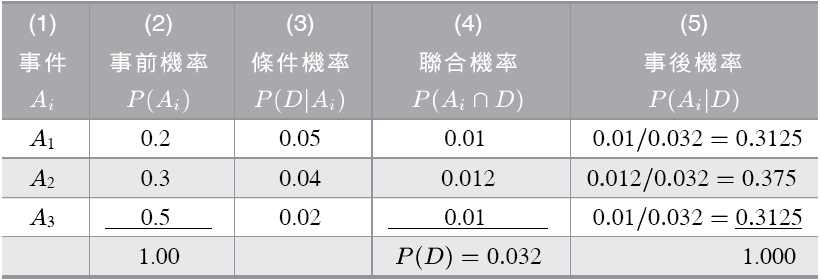 (1) (2) (3) (4) (5)
事件 事前機率 條件機率 聯合機率 事後機率
Ai P(Ai) P(D|Ai) P(Ai ∩ D) P(Ai|D)
A1 0.2 0.05 0.01 0.01/0.032 = 0.3125
A2 0.3 0.04 0.012 0.012/0.032 = 0.375
A3 0.5 0.02 0.01 0.01/0.032 = 0.3125
1.00 P(D) = 0.032 1.000